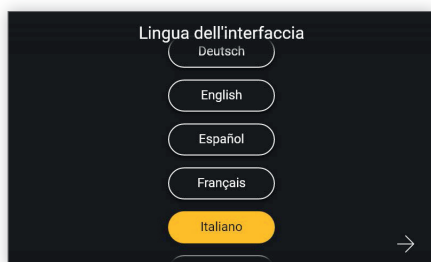 Lingua dell'interfaccia
Deutsch
English
Español
Français
Italiano